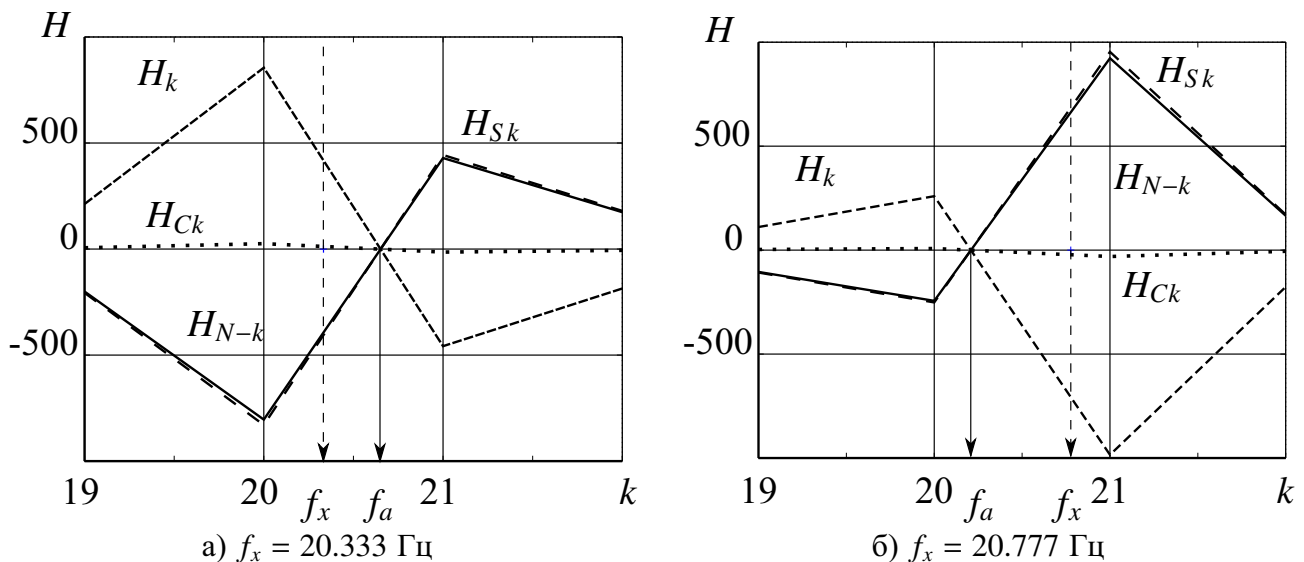 H
H_k
500
H_{Sk}
H_{Ck}
0
H_{N−k}
-500
19
20
21
k
f_x
f_a
а) f_x = 20.333 Гц
H
H_{Sk}
500
H_k
H_{N−k}
0
H_{Ck}
-500
19
20
21
k
f_a
f_x
б) f_x = 20.777 Гц